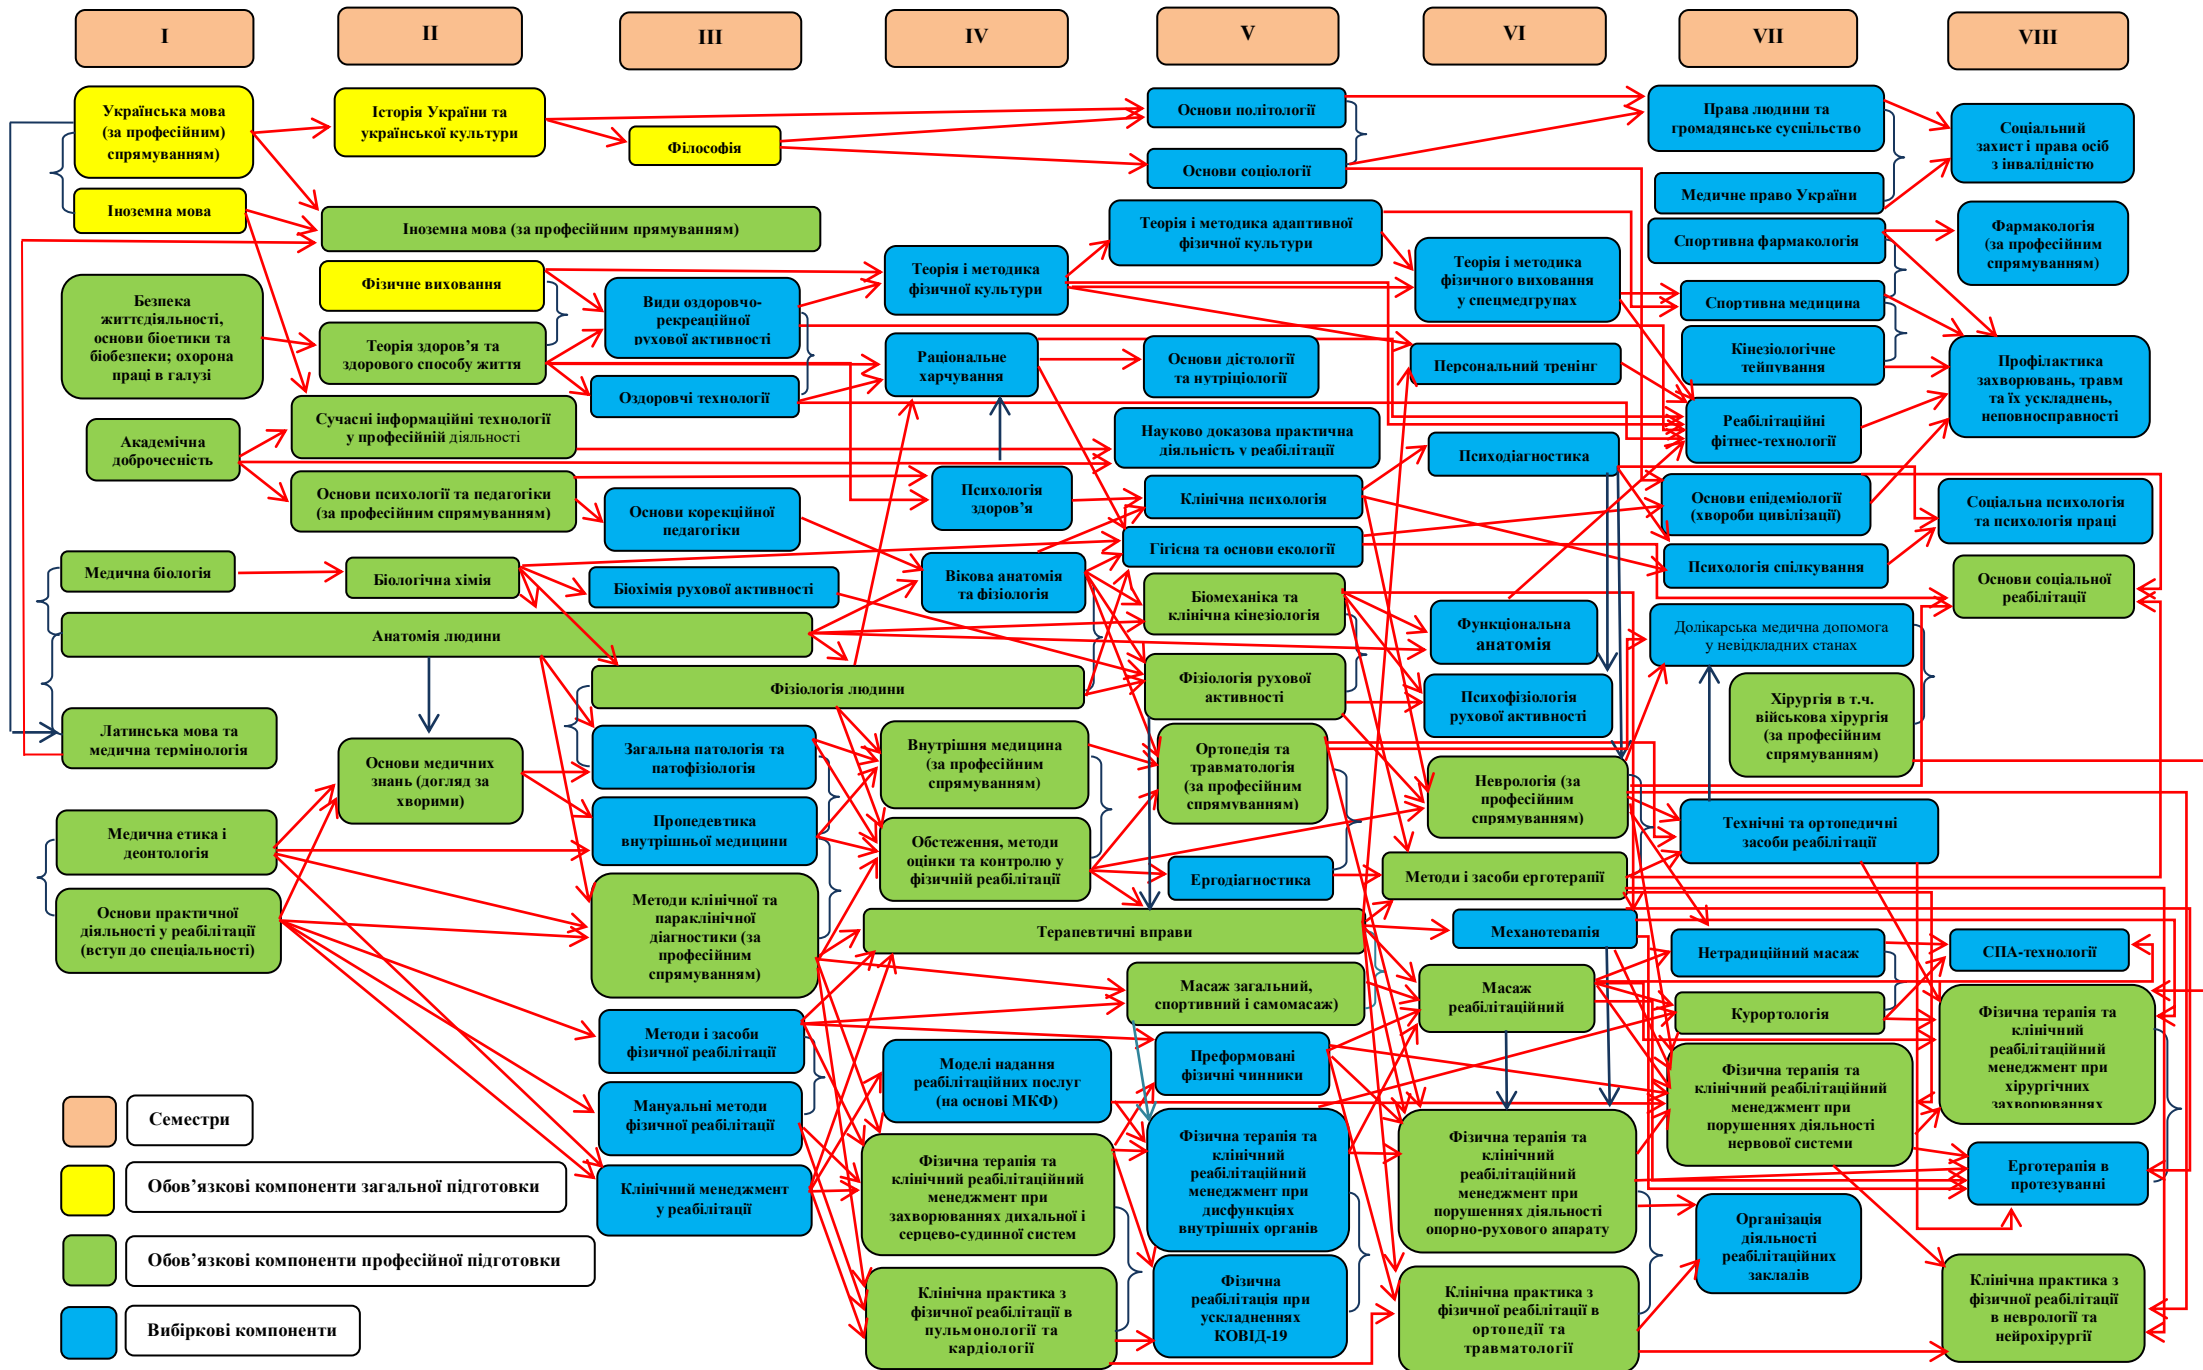 I
II
III
IV
V
VI
VII
VIII
Українська мова
(за професійним)
спрямуванням)
Іноземна мова
Безпека
життєдіяльності,
основи біоетики та
біобезпеки; охорона
праці в галузі
Академічна
доброчесність
Медична біологія
Анатомія людини
Латинська мова та
медична термінологія
Медична етика і
деонтологія
Основи практичної
діяльності у реабілітації
(вступ до спеціальності)
Історія України та
української культури
Іноземна мова (за професійним прямуванням)
Фізичне виховання
Теорія здоров’я та
здорового способу життя
Сучасні інформаційні технології
у професійній діяльності
Основи психології та педагогіки
(за професійним спрямуванням)
Біологічна хімія
Основи медичних
знань (догляд за
хворими)
Філософія
Види оздоровчо-
рекреаційної
рухової активності
Оздоровчі технології
Основи корекційної
педагогіки
Біохімія рухової активності
Фізіологія людини
Загальна патологія та
патофізіологія
Пропедевтика
внутрішньої медицини
Методи клінічної та
параклінічної
діагностики (за
професійним
спрямуванням)
Методи і засоби
фізичної реабілітації
Мануальні методи
фізичної реабілітації
Клінічний менеджмент
у реабілітації
Теорія і методика
фізичної культури
Раціональне
харчування
Психологія
здоров’я
Вікова анатомія
та фізіологія
Внутрішня медицина
(за професійним
спрямуванням)
Обстеження, методи
оцінки та контролю у
фізичній реабілітації
Терапевтичні вправи
Моделі надання
реабілітаційних послуг
(на основі МКФ)
Фізична терапія та
клінічний реабілітаційний
менеджмент при
захворюваннях дихальної і
серцево-судинної систем
Клінічна практика з
фізичної реабілітації в
пульмонології та
кардіології
Основи політології
Основи соціології
Теорія і методика адаптивної
фізичної культури
Основи дієтології
та нутріціології
Науково доказова практична
діяльність у реабілітації
Клінічна психологія
Гігієна та основи екології
Біомеханіка та
клінічна кінезіологія
Фізіологія рухової
активності
Ортопедія та
травматологія
(за професійним
спрямуванням)
Ергодіагностика
Масаж загальний,
спортивний і самомасаж)
Преформовані
фізичні чинники
Фізична терапія та
клінічний
реабілітаційний
менеджмент при
дисфункціях
внутрішніх органів
Фізична
реабілітація при
ускладненнях
КОВІД-19
Теорія і методика
фізичного виховання
у спецмедгрупах
Персональний тренінг
Психодіагностика
Функціональна
анатомія
Психофізіологія
рухової активності
Неврологія (за
професійним
спрямуванням)
Методи і засоби ерготерапії
Механотерапія
Масаж
реабілітаційний
Фізична терапія та
клінічний
реабілітаційний
менеджмент при
порушеннях діяльності
опорно-рухового апарату
Клінічна практика з
фізичної реабілітації в
ортопедії та
травматології
Права людини та
громадянське суспільство
Медичне право України
Спортивна фармакологія
Спортивна медицина
Кінезіологічне
тейпування
Реабілітаційні
фітнес-технології
Основи епідеміології
(хвороби цивілізації)
Психологія спілкування
Долікарська медична допомога
у невідкладних станах
Хірургія в т.ч.
військова хірургія
(за професійним
спрямуванням)
Технічні та ортопедичні
засоби реабілітації
Нетрадиційний масаж
Курортологія
Фізична терапія та
клінічний реабілітаційний
менеджмент при
порушеннях діяльності
нервової системи
Організація
діяльності
реабілітаційних
закладів
Соціальний
захист і права осіб
з інвалідністю
Фармакологія
(за професійним
спрямуванням)
Профілактика
захворювань, травм
та їх ускладнень,
неповносправності
Соціальна психологія
та психологія праці
Основи соціальної
реабілітації
СПА-технології
Фізична терапія та
клінічний
реабілітаційний
менеджмент при
хірургічних
захворюваннях
Ерготерапія в
протезуванні
Клінічна практика з
фізичної реабілітації
в неврології та
нейрохірургії
Семестри
Обов’язкові компоненти загальної підготовки
Обов’язкові компоненти професійної підготовки
Вибіркові компоненти